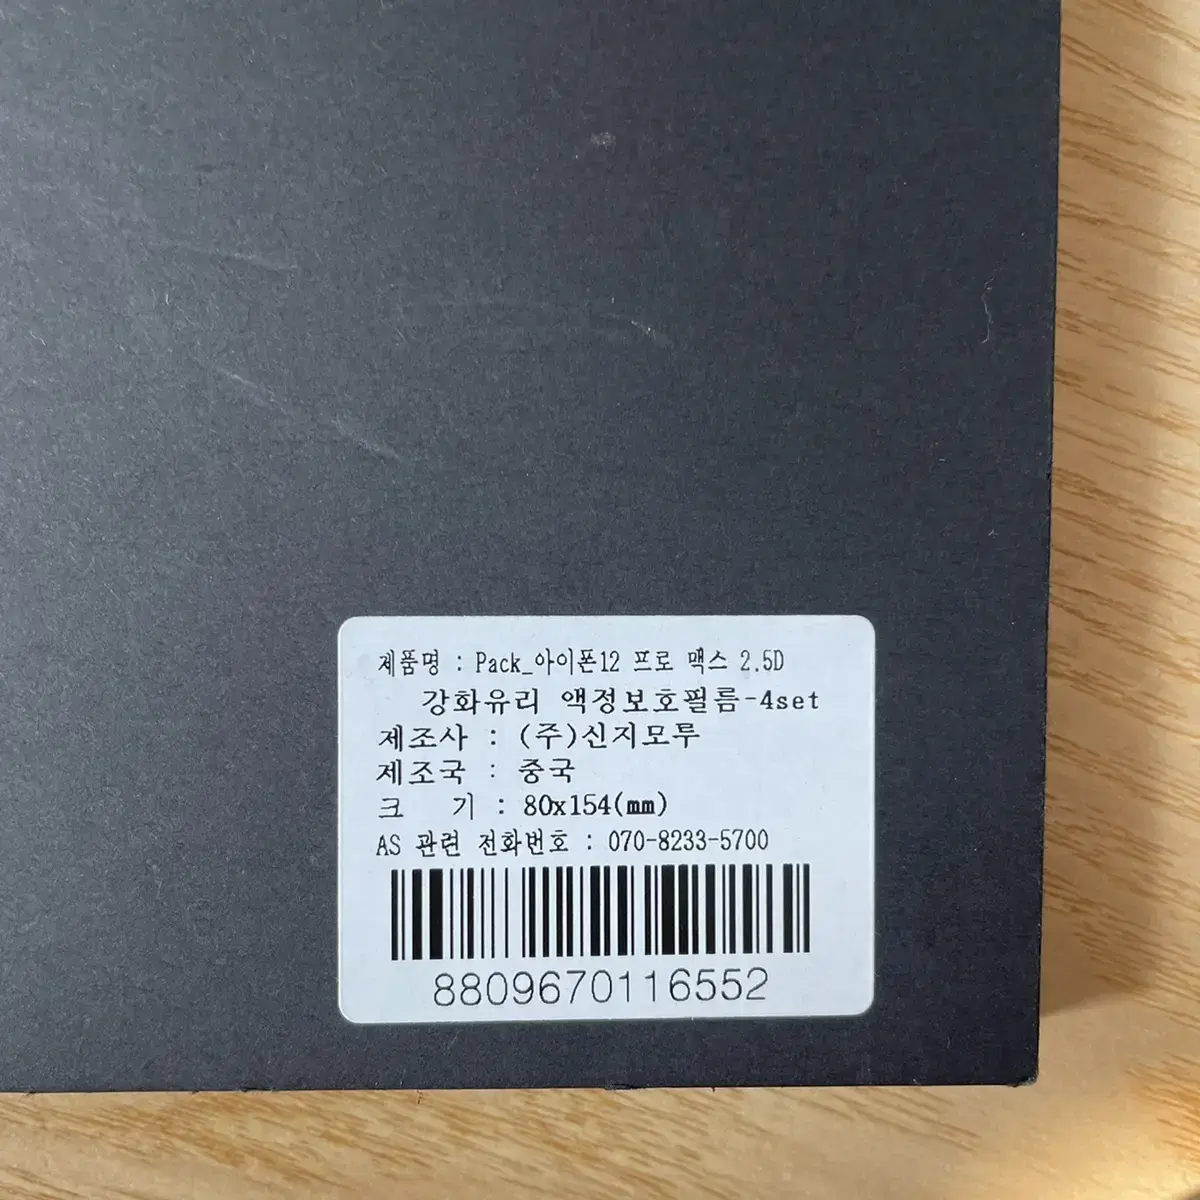 제품명 : Pack_아이폰12 프로 맥스 2.5D
강화유리 액정보호필름-4set
제조사 : (주)신지모루
제조국 : 중국
크 기 : 80x154(mm)
AS 관련 전화번호 : 070-8233-5700
8809670116552